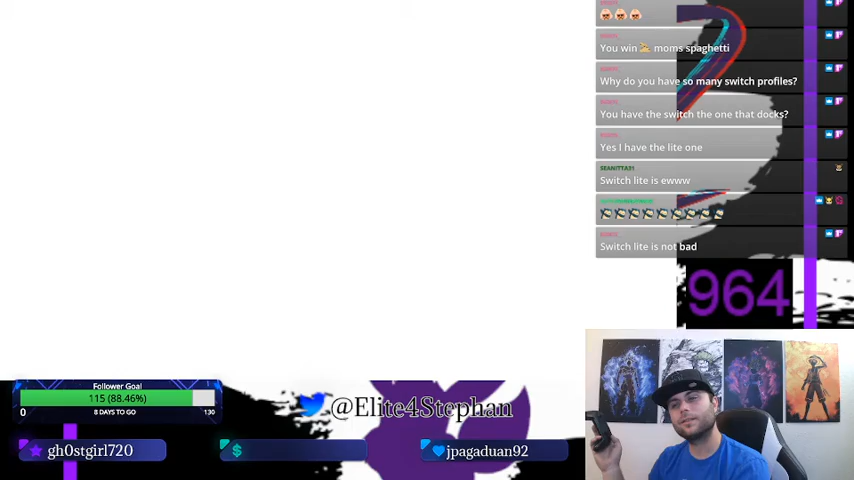 You win moms spaghetti
Why do you have so many switch profiles?
You have the switch the one that docks?
Yes I have the lite one
SEANITTA31
Switch lite is ewww
Switch lite is not bad
964
Follower Goal
115 (88.46%)
0
8 DAYS TO GO
130
@Elite4Stephan
gh0stgirl720
$
jpagaduan92